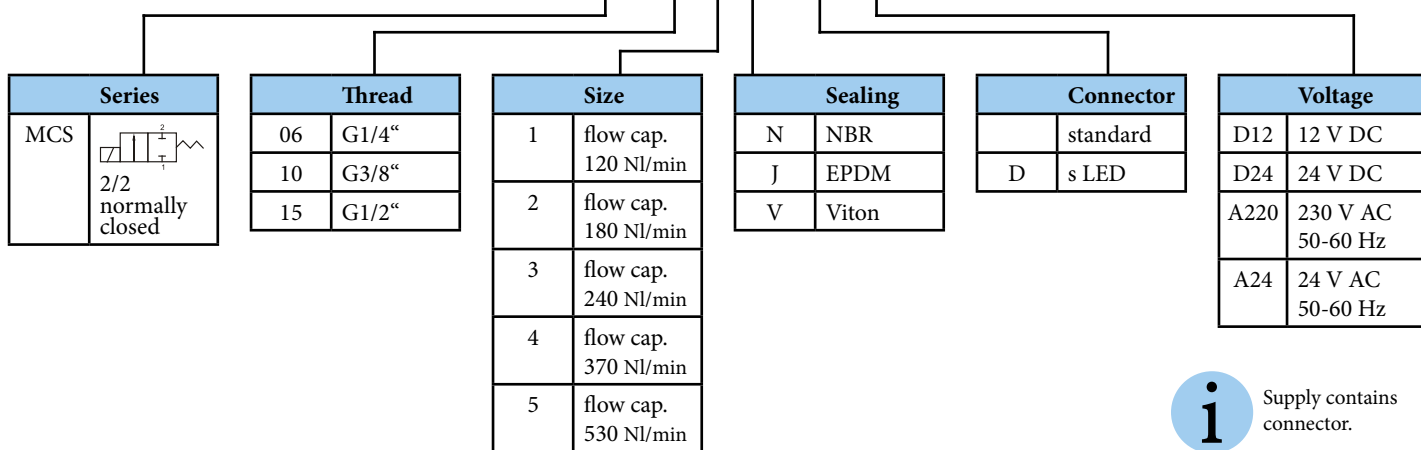 Series
MCS
2
1
2/2
normally
closed
Thread
06 G1/4“
10 G3/8“
15 G1/2“
Size
1 flow cap.
120 Nl/min
2 flow cap.
180 Nl/min
3 flow cap.
240 Nl/min
4 flow cap.
370 Nl/min
5 flow cap.
530 Nl/min
Sealing
N NBR
J EPDM
V Viton
Connector
standard
D s LED
Voltage
D12 12 V DC
D24 24 V DC
A220 230 V AC
50-60 Hz
A24 24 V AC
50-60 Hz
i
Supply contains
connector.